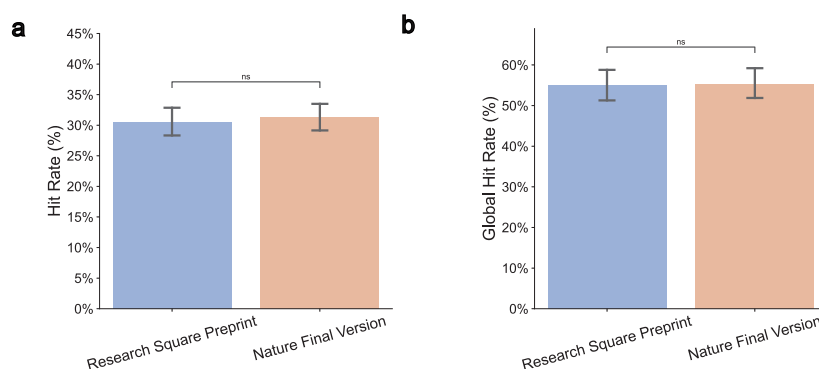 a
45%
40%
35%
30%
25%
20%
15%
10%
5%
0%
Hit Rate (%)
ns
Research Square Preprint
Nature Final Version
b
60%
50%
40%
30%
20%
10%
0%
Global Hit Rate (%)
ns
Research Square Preprint
Nature Final Version